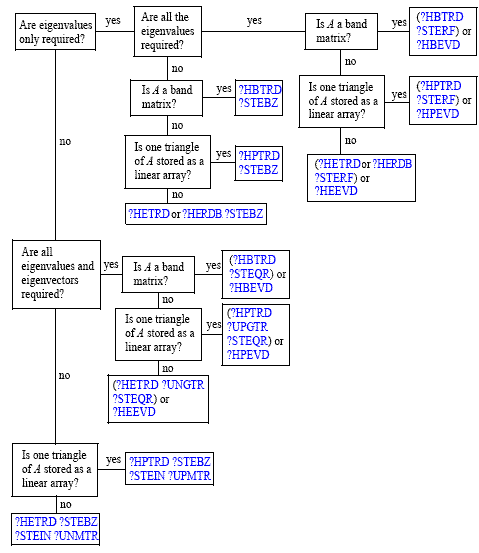 Are eigenvalues
only required?
yes
Are all the
eigenvalues
required?
yes
Is A a band
matrix?
yes
(?HBTRD
?STERF) or
?HBEVD
no
no
Is A a band
matrix?
yes
?HBTRD
?STEBZ
Is one triangle
of A stored as a
linear array?
yes
(?HPTRD
?STERF) or
?HPEVD
no
no
no
Is one triangle
of A stored as a
linear array?
yes
?HPTRD
?STEBZ
(?HETRD or ?HERDB
?STERF) or
?HEEVD
no
?HETRD or ?HERDB ?STEBZ
Are all
eigenvalues and
eigenvectors
required?
yes
Is A a band
matrix?
yes
(?HBTRD
?STEQR) or
?HBEVD
no
Is one triangle
of A stored as a
linear array?
yes
(?HPTRD
?UPGTR
?STEQR) or
?HPEVD
no
no
(?HETRD ?UNGTR
?STEQR) or
?HEEVD
Is one triangle
of A stored as a
linear array?
yes
?HPTRD ?STEBZ
?STEIN ?UPMTR
no
?HETRD ?STEBZ
?STEIN ?UNMTR